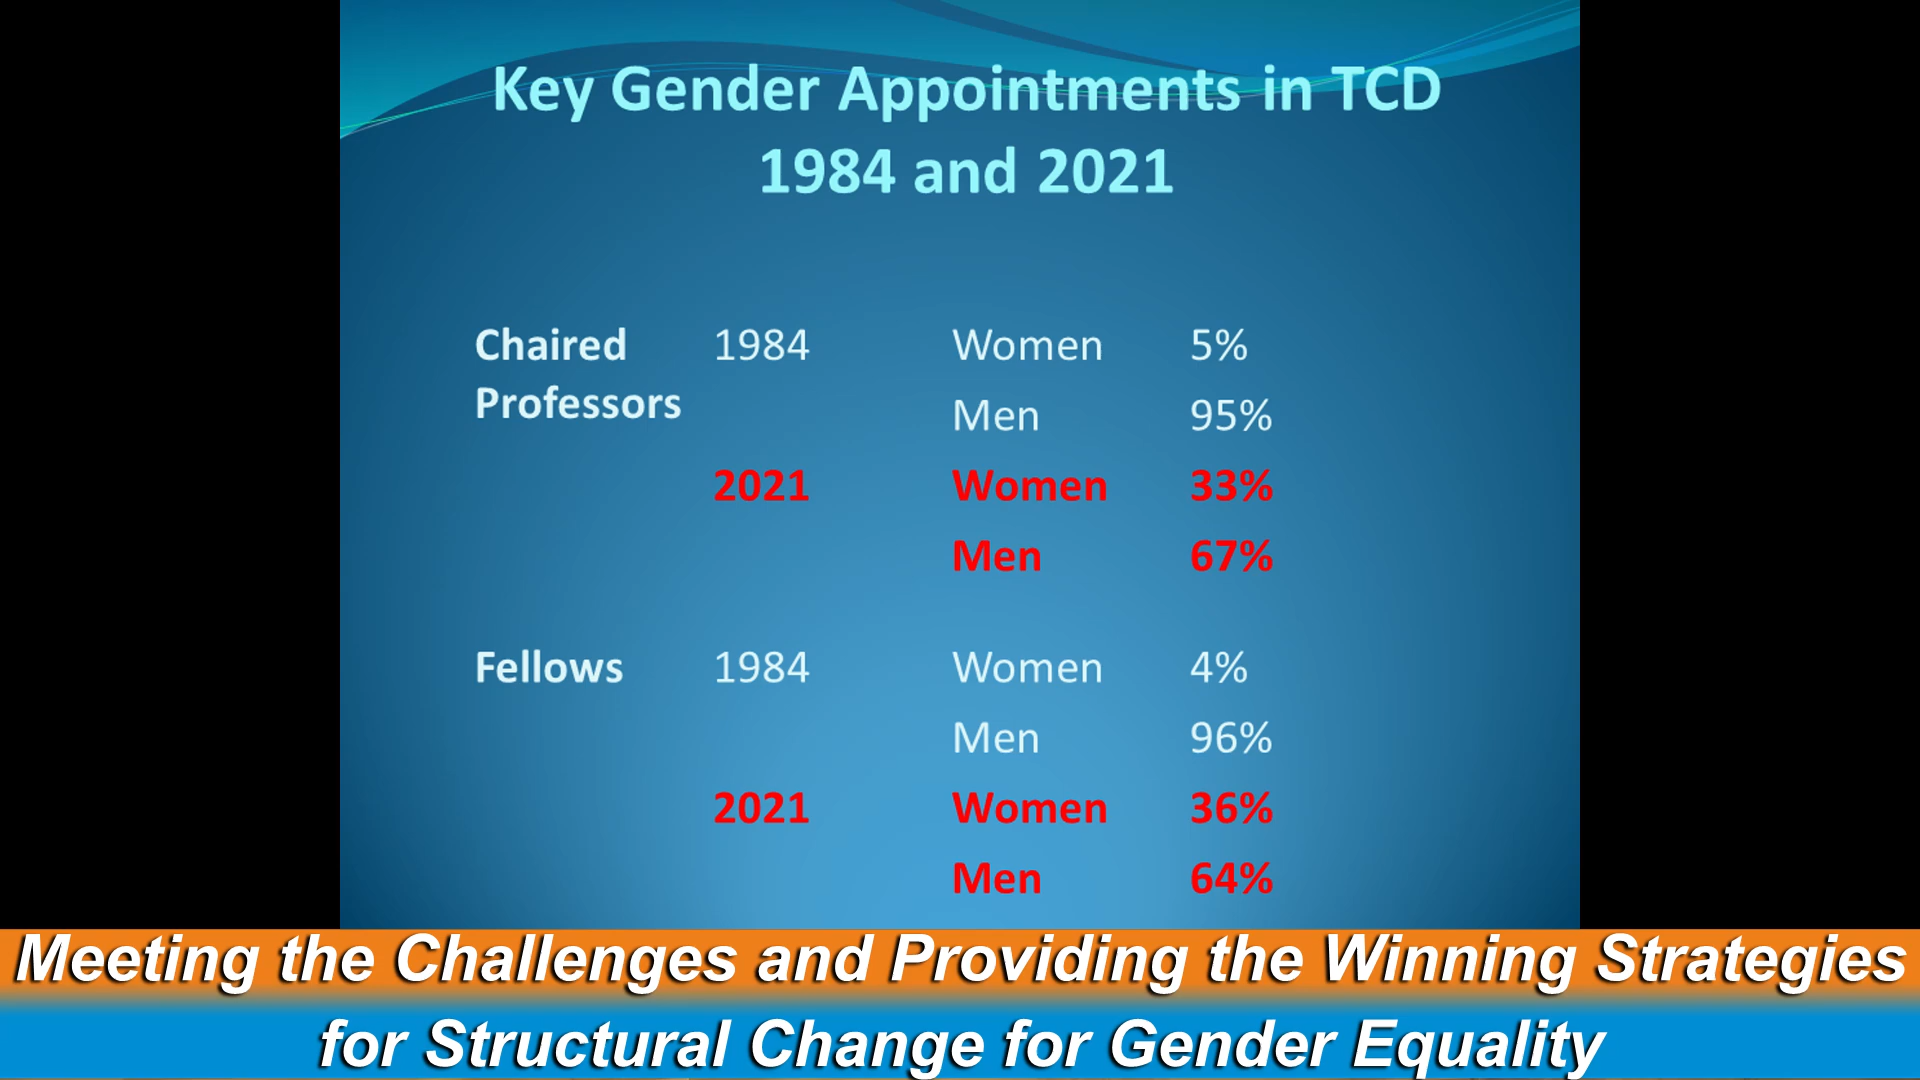 Key Gender Appointments in TCD
1984 and 2021
Chaired 1984 Women 5%
Professors Men 95%
2021 Women 33%
Men 67%
Fellows 1984 Women 4%
Men 96%
2021 Women 36%
Men 64%
Meeting the Challenges and Providing the Winning Strategies
for Structural Change for Gender Equality